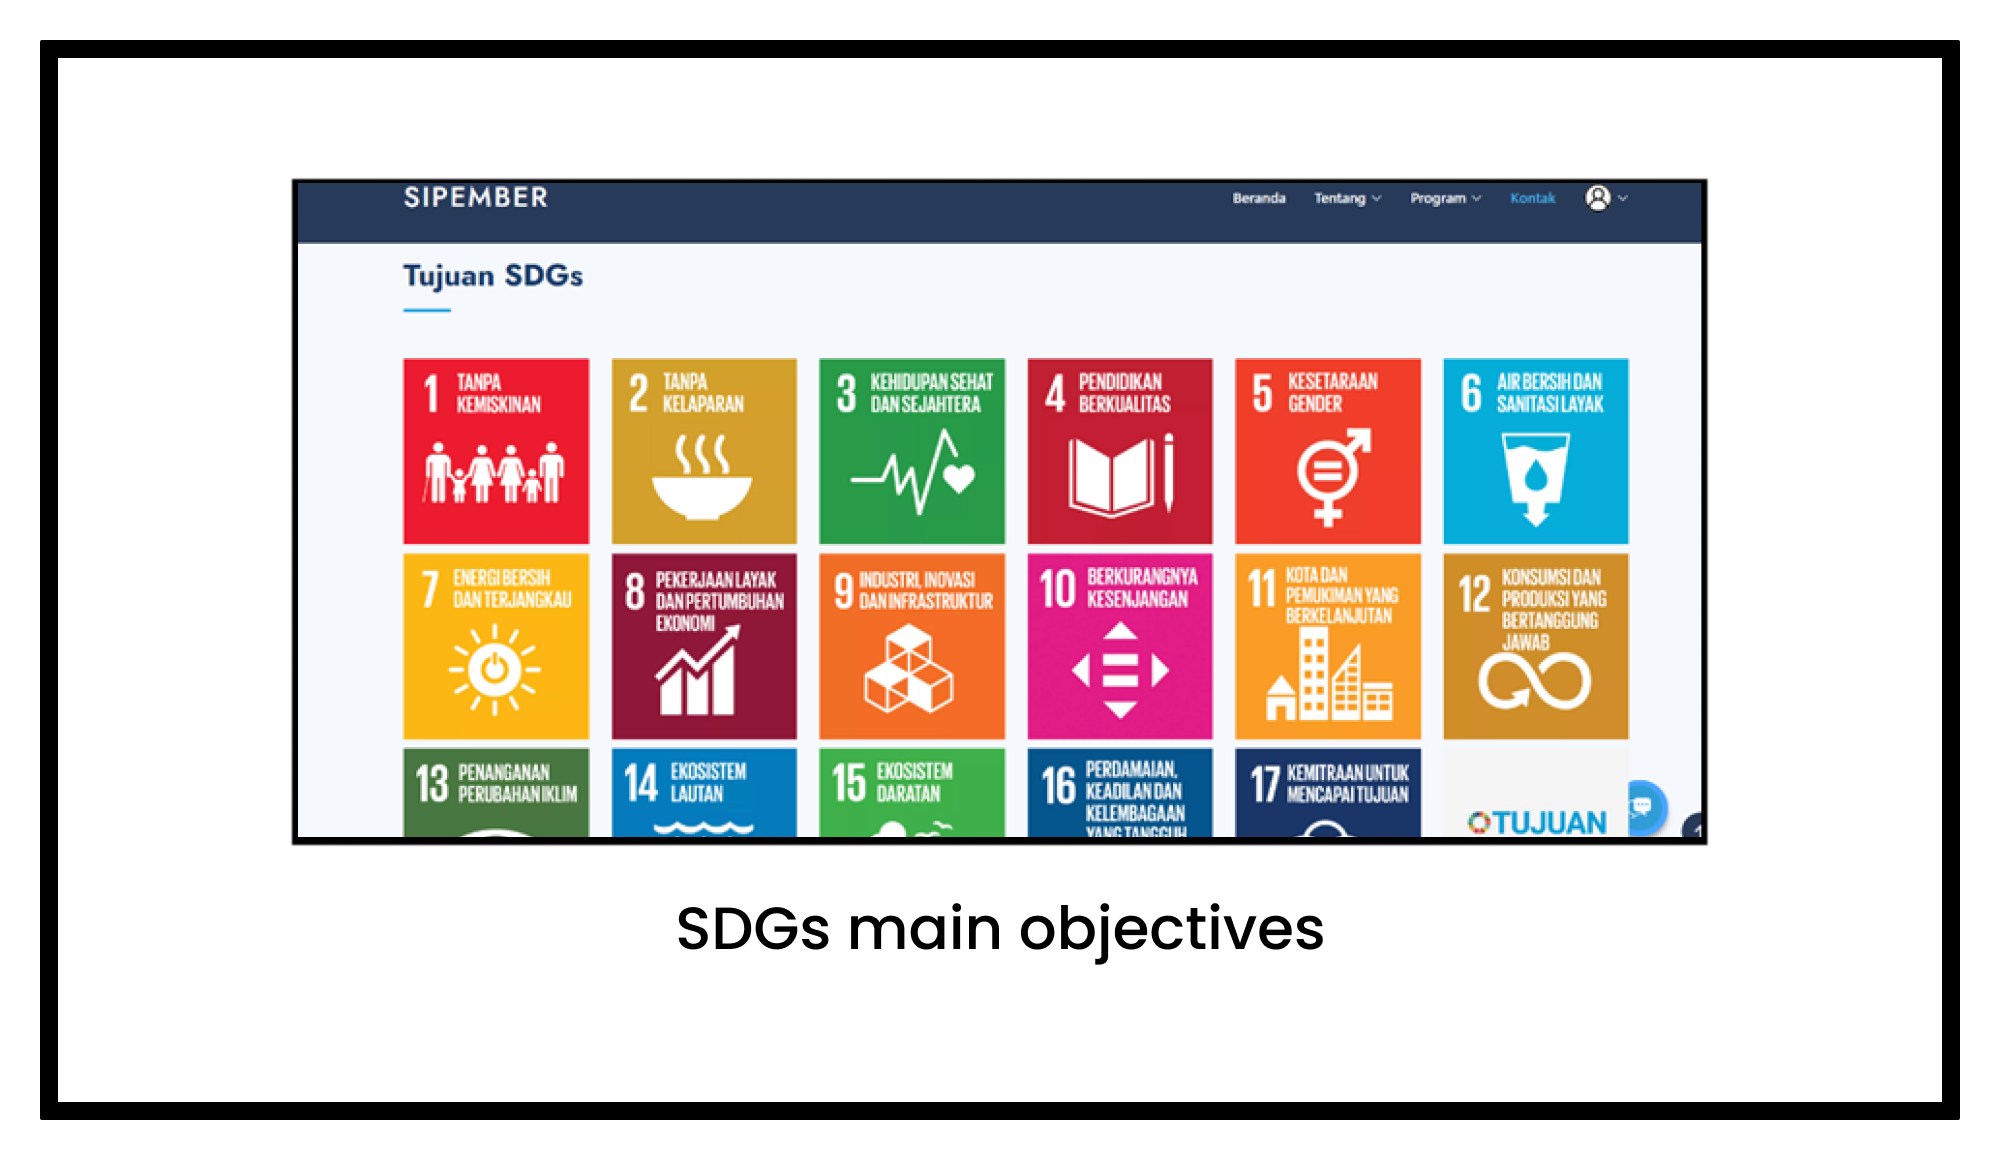 SIPEMBER
Beranda Tentang Program Kontak
Tujuan SDGs
1 TANPA
KEMISKINAN
2 TANPA
KELAPARAN
3 KEHIDUPAN SEHAT
DAN SEJAHTERA
4 PENDIDIKAN
BERKUALITAS
5 KESETARAAN
GENDER
6 AIR BERSIH DAN
SANITASI LAYAK
7 ENERGI BERSIH
DAN TERJANGKAU
8 PEKERJAAN LAYAK
DAN PERTUMBUHAN
EKONOMI
9 INDUSTRI, INOVASI
DAN INFRASTRUKTUR
10 BERKURANGNYA
KESENJANGAN
11 KOTA DAN
PEMUKIMAN YANG
BERKELANJUTAN
12 KONSUMSI DAN
PRODUKSI YANG
BERTANGGUNG
JAWAB
13 PENANGANAN
PERUBAHAN IKLIM
14 EKOSISTEM
LAUTAN
15 EKOSISTEM
DARATAN
16 PERDAMAIAN,
KEADILAN DAN
KELEMBAGAAN
YANG TANGGUH
17 KEMITRAAN UNTUK
MENCAPAI TUJUAN
TUJUAN
SDGs main objectives